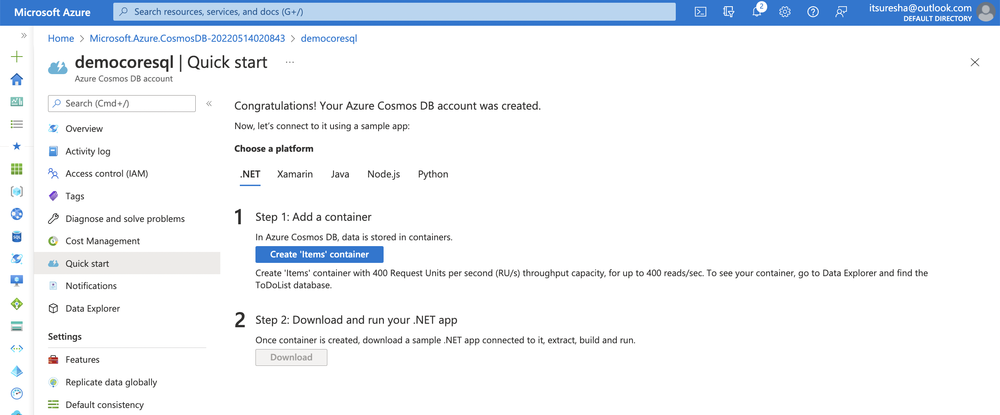 Microsoft Azure
Search resources, services, and docs (G+/)
2
itsuresha@outlook.com
DEFAULT DIRECTORY
Home > Microsoft.Azure.CosmosDB-20220514020843 > democoresql
democoresql | Quick start ...
Azure Cosmos DB account
Search (Cmd+/)
Overview
Activity log
Access control (IAM)
Tags
Diagnose and solve problems
Cost Management
Quick start
Notifications
Data Explorer
Settings
Features
Replicate data globally
Default consistency
SQL
Congratulations! Your Azure Cosmos DB account was created.
Now, let’s connect to it using a sample app:
Choose a platform
.NET Xamarin Java Node.js Python
1 Step 1: Add a container
In Azure Cosmos DB, data is stored in containers.
Create 'Items' container
Create 'Items' container with 400 Request Units per second (RU/s) throughput capacity, for up to 400 reads/sec. To see your container, go to Data Explorer and find the
ToDoList database.
2 Step 2: Download and run your .NET app
Once container is created, download a sample .NET app connected to it, extract, build and run.
Download